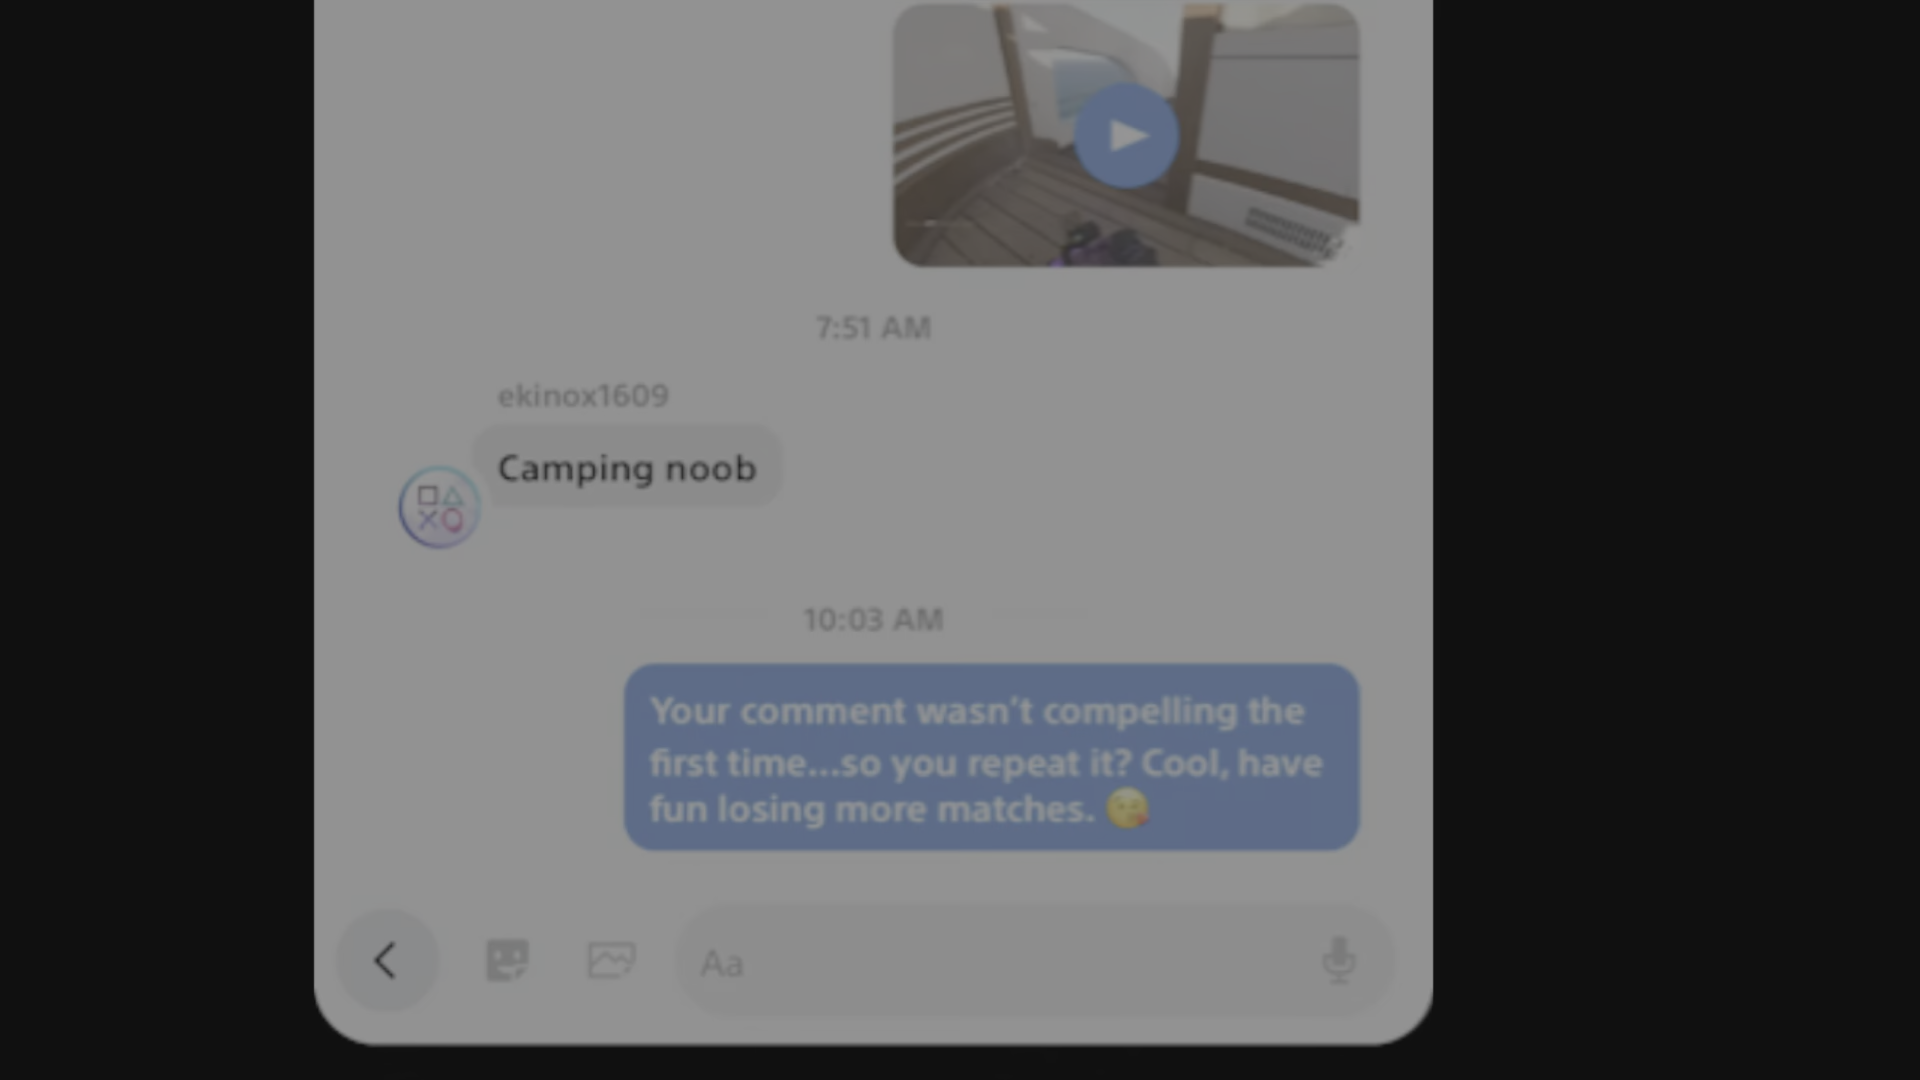 7:51 AM
ekinox1609
Camping noob
10:03 AM
Your comment wasn't compelling the
first time...so you repeat it? Cool, have
fun losing more matches. 😘
Aa